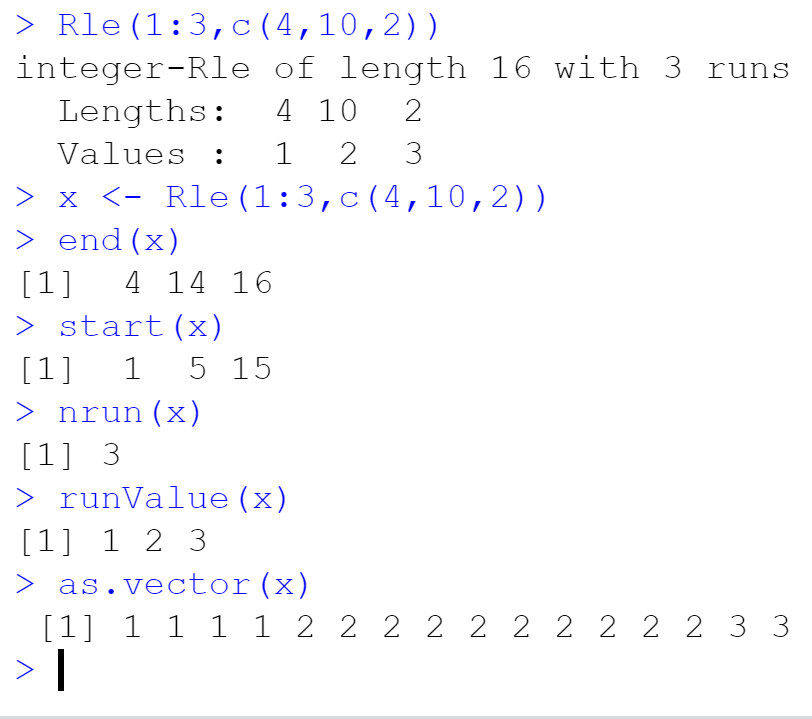 > Rle(1:3,c(4,10,2))
integer-Rle of length 16 with 3 runs
  Lengths:  4 10  2
  Values :  1  2  3
> x <- Rle(1:3,c(4,10,2))
> end(x)
[1]  4 14 16
> start(x)
[1]  1  5 15
> nrun(x)
[1] 3
> runValue(x)
[1] 1 2 3
> as.vector(x)
 [1] 1 1 1 1 2 2 2 2 2 2 2 2 2 2 3 3
>